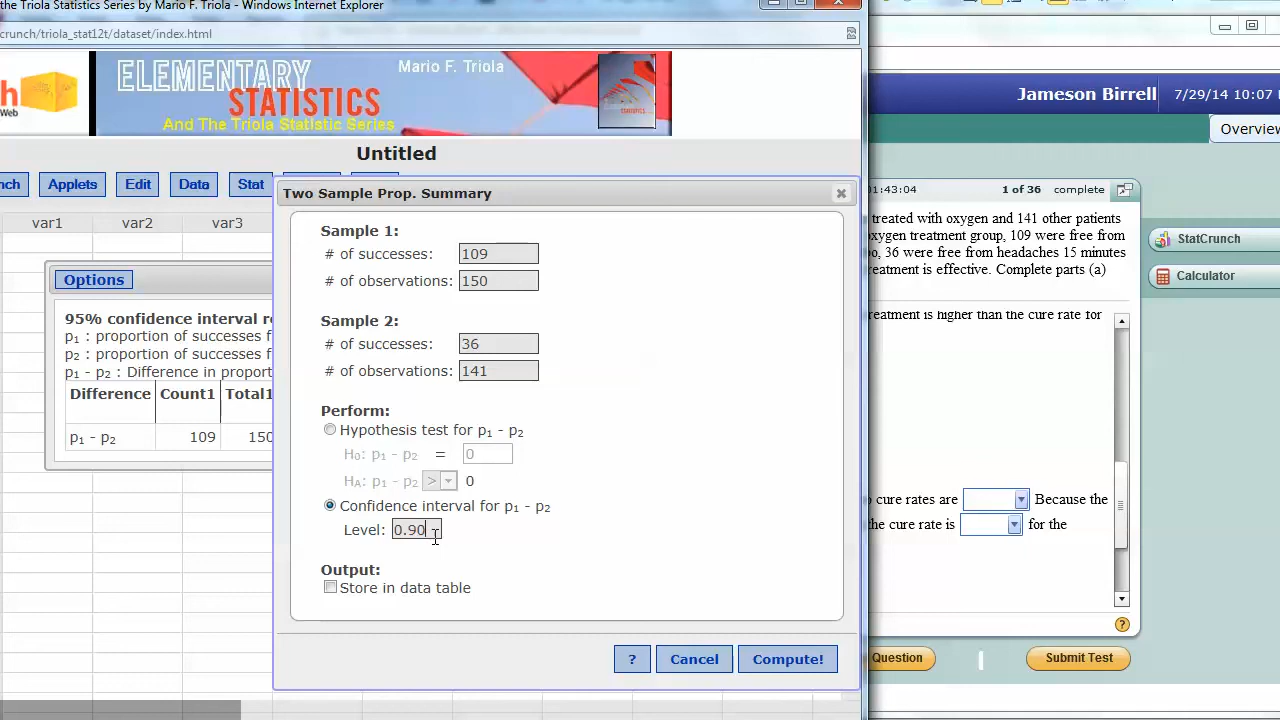 the Triola Statistics Series by Mario F. Triola - Windows Internet Explorer
crunch/triola_stat12t/dataset/index.html
h
Web
ELEMENTARY
STATISTICS
And The Triola Statistic Series
Mario F. Triola
Untitled
nch
Applets
Edit
Data
Stat
var1
var2
var3
Options
95% confidence interval re
p₁ : proportion of successes f
p₂ : proportion of successes f
p₁ - p₂ : Difference in proport
Difference Count1 Total1
p₁ - p₂ 109 150
Two Sample Prop. Summary
Sample 1:
# of successes: 109
# of observations: 150
Sample 2:
# of successes: 36
# of observations: 141
Perform:
Hypothesis test for p₁ - p₂
H₀: p₁ - p₂ = 0
Hᴀ: p₁ - p₂ > 0
Confidence interval for p₁ - p₂
Level: 0.90
Output:
Store in data table
?
Cancel
Compute!
Jameson Birrell
7/29/14 10:07
Overview
01:43:04
1 of 36
complete
treated with oxygen and 141 other patients
oxygen treatment group, 109 were free from
bo, 36 were free from headaches 15 minutes
reatment is effective. Complete parts (a)
StatCrunch
Calculator
reatment is higher than the cure rate for
o cure rates are
Because the
the cure rate is
for the
?
Question
Submit Test